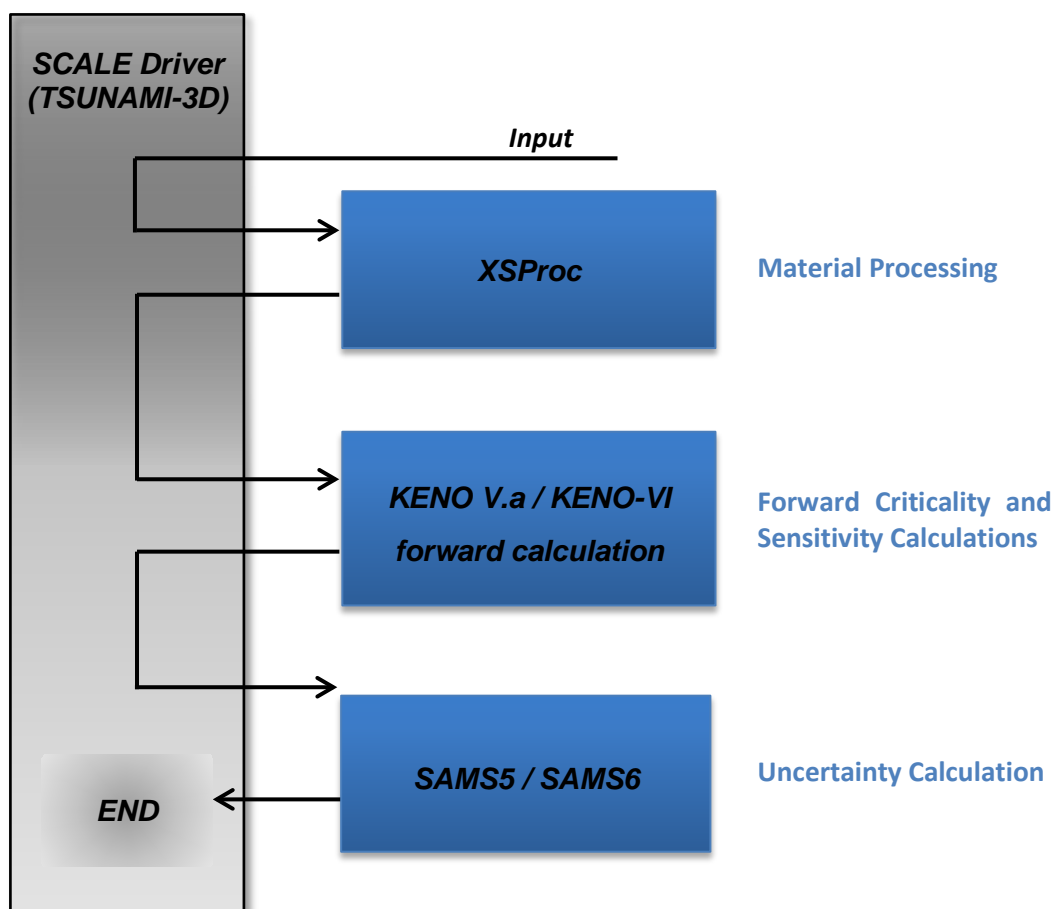 SCALE Driver
(TSUNAMI-3D)
Input
XSProc
Material Processing
KENO V.a / KENO-VI
forward calculation
Forward Criticality and
Sensitivity Calculations
SAMS5 / SAMS6
Uncertainty Calculation
END